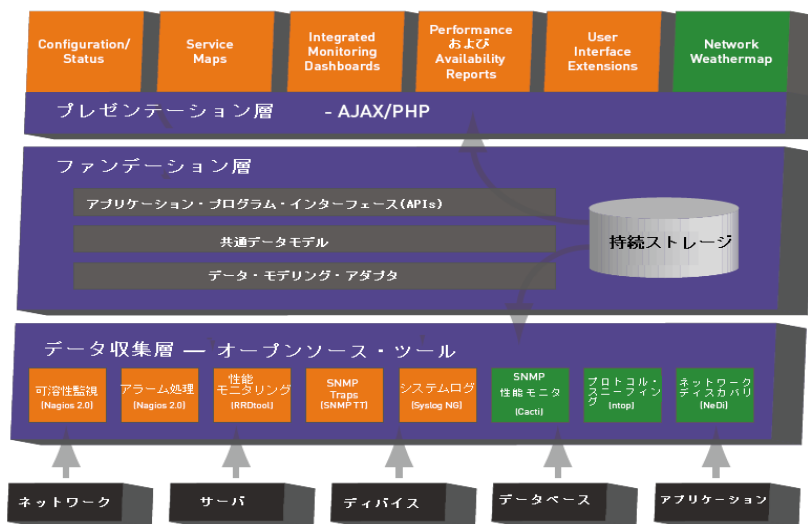 Configuration/
Status
Service
Maps
Integrated
Monitoring
Dashboards
Performance
および
Availability
Reports
User
Interface
Extensions
Network
Weathermap
プレゼンテーション層 - AJAX/PHP
ファンデーション層
アプリケーション・プログラム・インターフェース(APIs)
共通データモデル
データ・モデリング・アダプタ
持続ストレージ
データ収集層 — オープンソース・ツール
可溶性監視
(Nagios 2.0)
アラーム処理
(Nagios 2.0)
性能
モニタリング
(RRDtool)
SNMP
Traps
(SNMP TT)
システムログ
(Syslog NG)
SNMP
性能モニタ
(Cacti)
プロトコル・
スニーフィン
グ (ntop)
ネットワーク
ディスカバリ
(NeDi)
ネットワーク
サーバ
ディバイス
データベース
アプリケーション